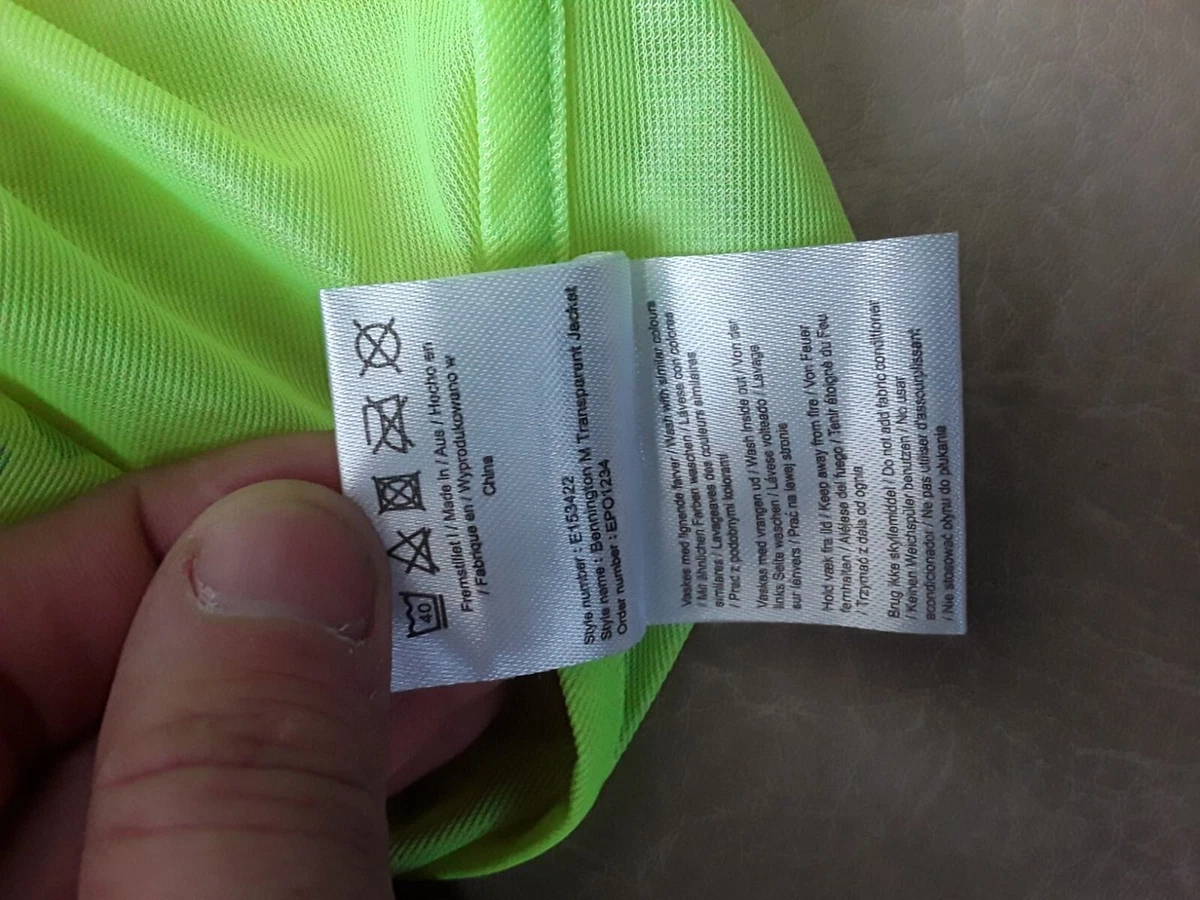 40
Fremstillet i / Made in / Aus / Hecho en
/ Fabriqué en / Wyprodukowano w
China
Style number : E153422
Style name : Bennington M Transparent Jacket
Order number : EPO1234
Vaskes med lignende farver / Wash with similar colours
/ Mit ähnlichen Farben waschen / Lávese con colores
similares / Lavageaves des couleurs similaires
/ Prać z podobnymi kolorami
Vaskes med vrangen ud / Wash inside out / Von der
links Seite waschen / Lávese volteado / Lavage
sur lénvers / Prać na lewej stronie
Hold væk fra ild / Keep away from fire / Von Feuer
fernhalten / Aléjese del fuego / Tenir éloigné du Feu
/ Trzymać z dala od ognia
Brug ikke skyllemiddel / Do not add fabric conditioner
/ Keinen Weichspüler benutzen / No usar
acondicionador / Ne pas utiliser d'assouplissant
/ Nie stosować płynu do płukania